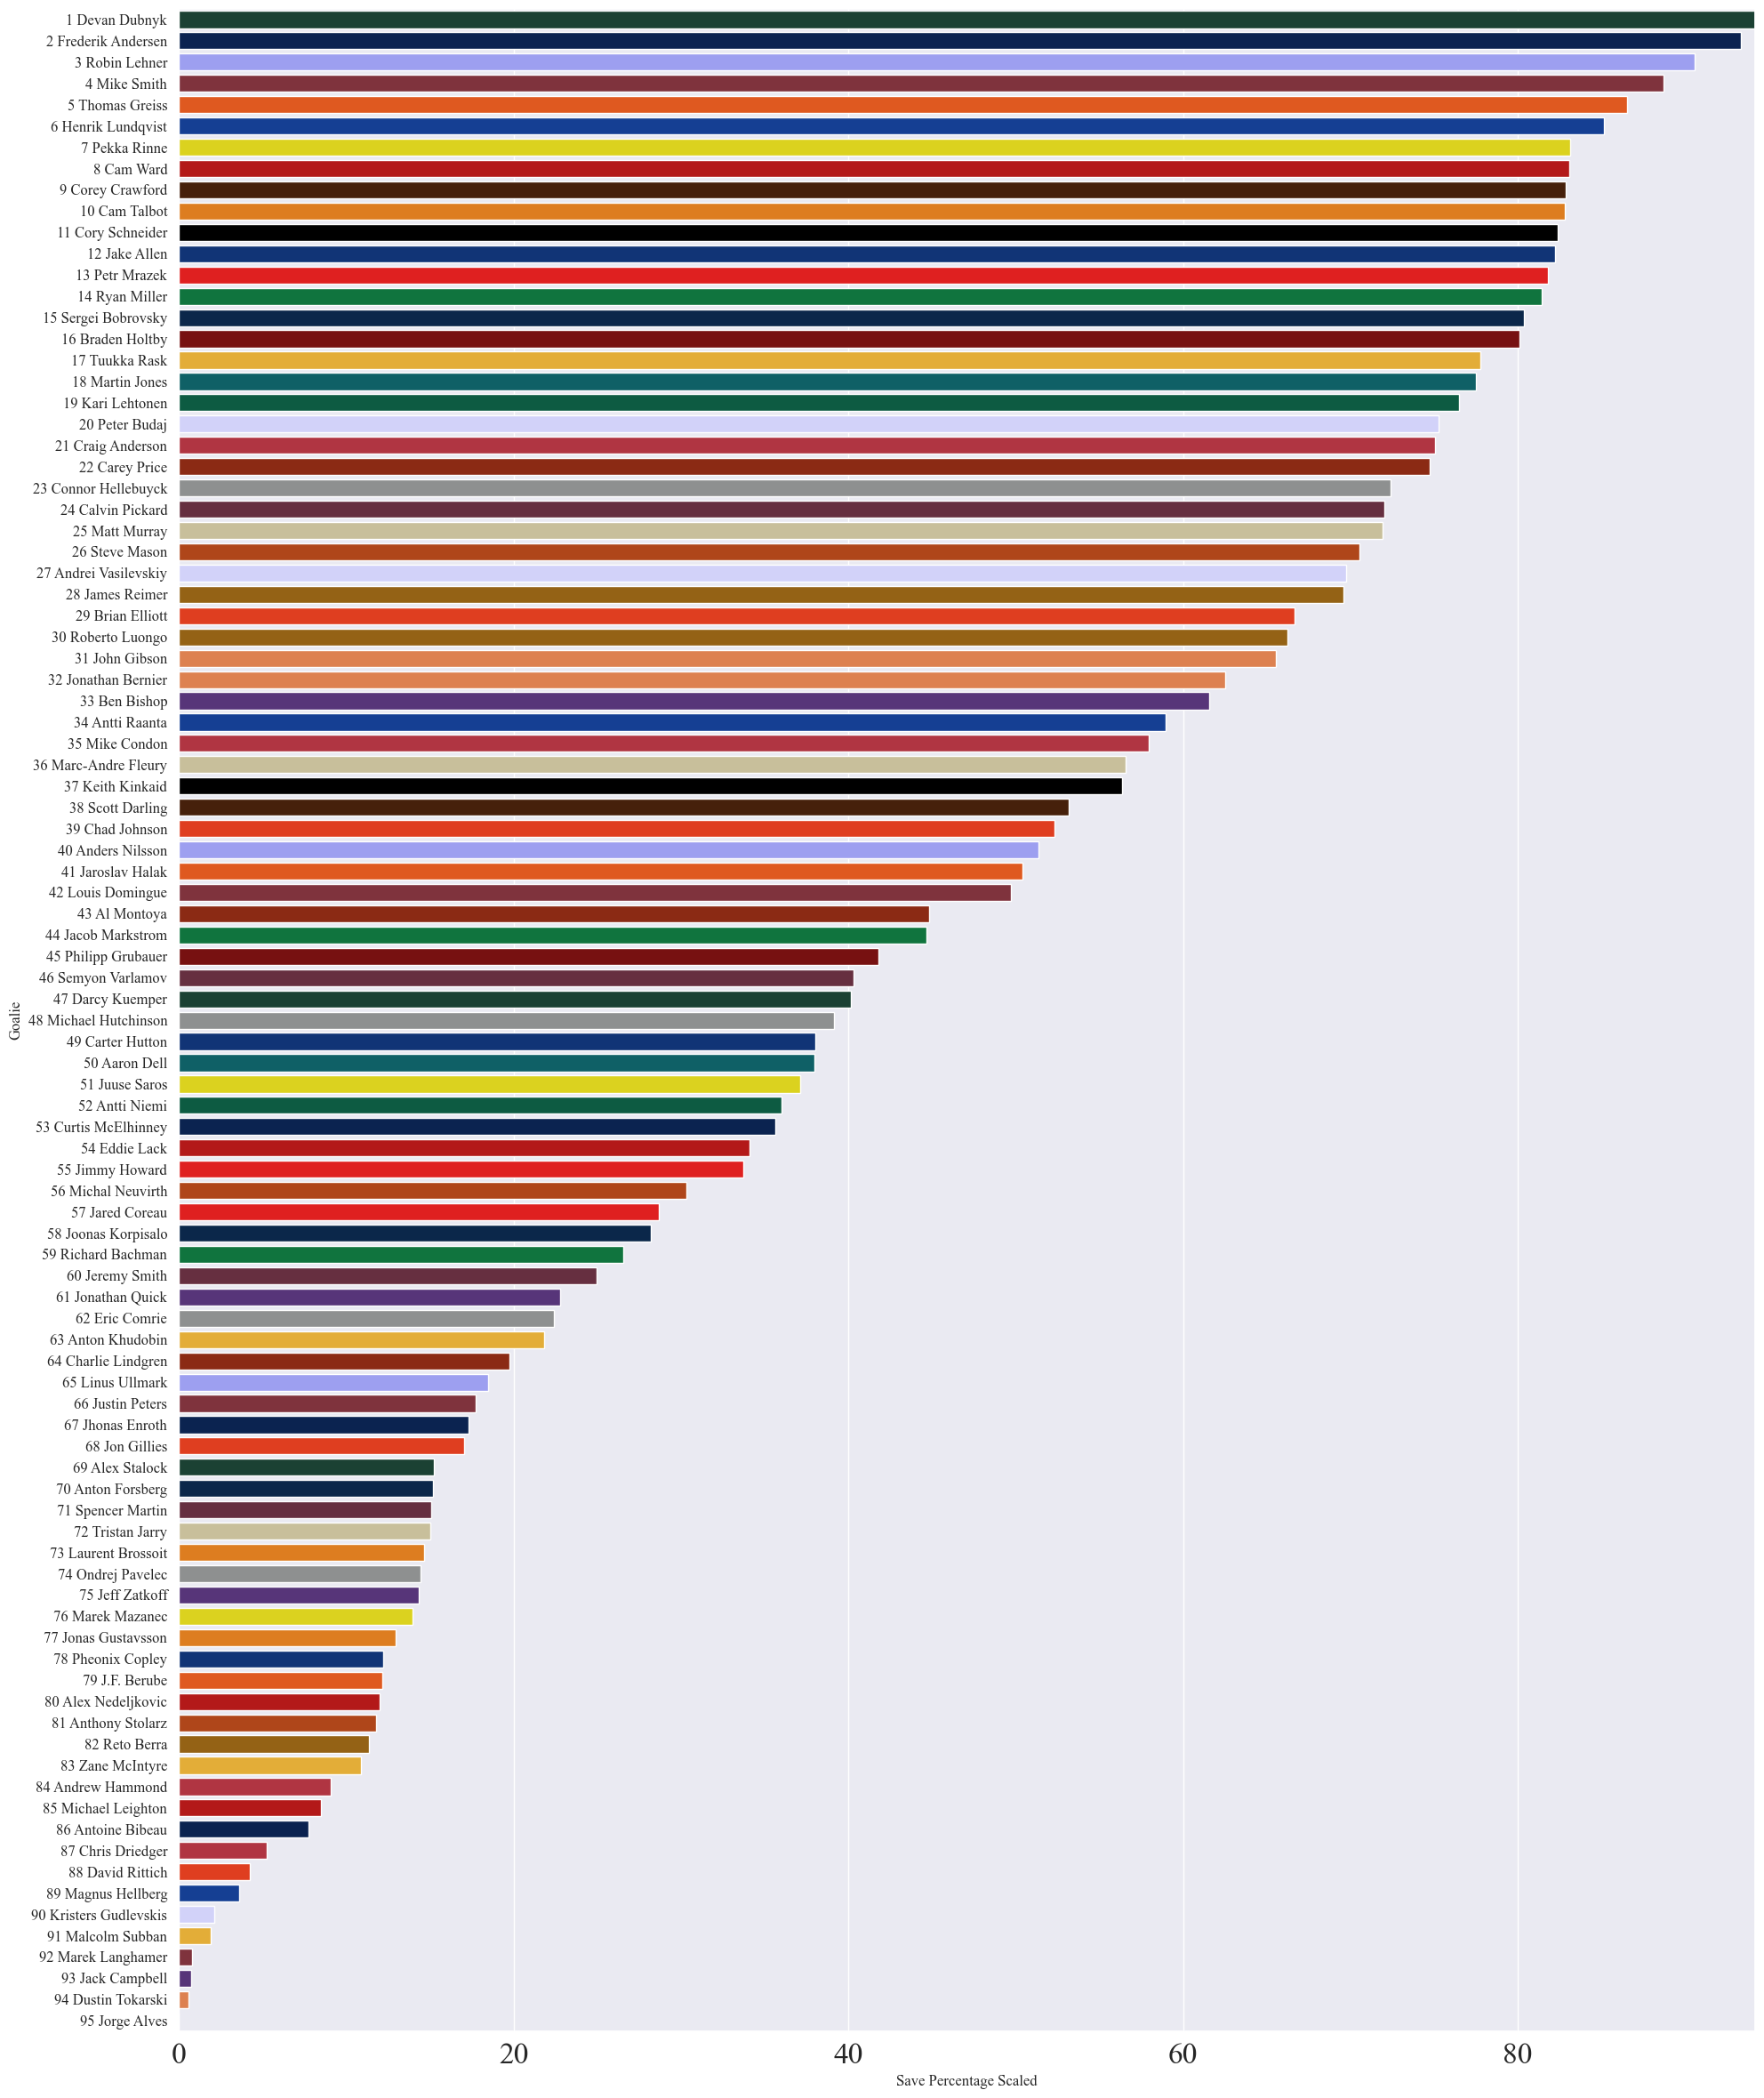 1 Devan Dubnyk
2 Frederik Andersen
3 Robin Lehner
4 Mike Smith
5 Thomas Greiss
6 Henrik Lundqvist
7 Pekka Rinne
8 Cam Ward
9 Corey Crawford
10 Cam Talbot
11 Cory Schneider
12 Jake Allen
13 Petr Mrazek
14 Ryan Miller
15 Sergei Bobrovsky
16 Braden Holtby
17 Tuukka Rask
18 Martin Jones
19 Kari Lehtonen
20 Peter Budaj
21 Craig Anderson
22 Carey Price
23 Connor Hellebuyck
24 Calvin Pickard
25 Matt Murray
26 Steve Mason
27 Andrei Vasilevskiy
28 James Reimer
29 Brian Elliott
30 Roberto Luongo
31 John Gibson
32 Jonathan Bernier
33 Ben Bishop
34 Antti Raanta
35 Mike Condon
36 Marc-Andre Fleury
37 Keith Kinkaid
38 Scott Darling
39 Chad Johnson
40 Anders Nilsson
41 Jaroslav Halak
42 Louis Domingue
43 Al Montoya
44 Jacob Markstrom
45 Philipp Grubauer
46 Semyon Varlamov
47 Darcy Kuemper
48 Michael Hutchinson
49 Carter Hutton
50 Aaron Dell
51 Juuse Saros
52 Antti Niemi
53 Curtis McElhinney
54 Eddie Lack
55 Jimmy Howard
56 Michal Neuvirth
57 Jared Coreau
58 Joonas Korpisalo
59 Richard Bachman
60 Jeremy Smith
61 Jonathan Quick
62 Eric Comrie
63 Anton Khudobin
64 Charlie Lindgren
65 Linus Ullmark
66 Justin Peters
67 Jhonas Enroth
68 Jon Gillies
69 Alex Stalock
70 Anton Forsberg
71 Spencer Martin
72 Tristan Jarry
73 Laurent Brossoit
74 Ondrej Pavelec
75 Jeff Zatkoff
76 Marek Mazanec
77 Jonas Gustavsson
78 Pheonix Copley
79 J.F. Berube
80 Alex Nedeljkovic
81 Anthony Stolarz
82 Reto Berra
83 Zane McIntyre
84 Andrew Hammond
85 Michael Leighton
86 Antoine Bibeau
87 Chris Driedger
88 David Rittich
89 Magnus Hellberg
90 Kristers Gudlevskis
91 Malcolm Subban
92 Marek Langhamer
93 Jack Campbell
94 Dustin Tokarski
95 Jorge Alves
Goalie
0 20 40 60 80
Save Percentage Scaled